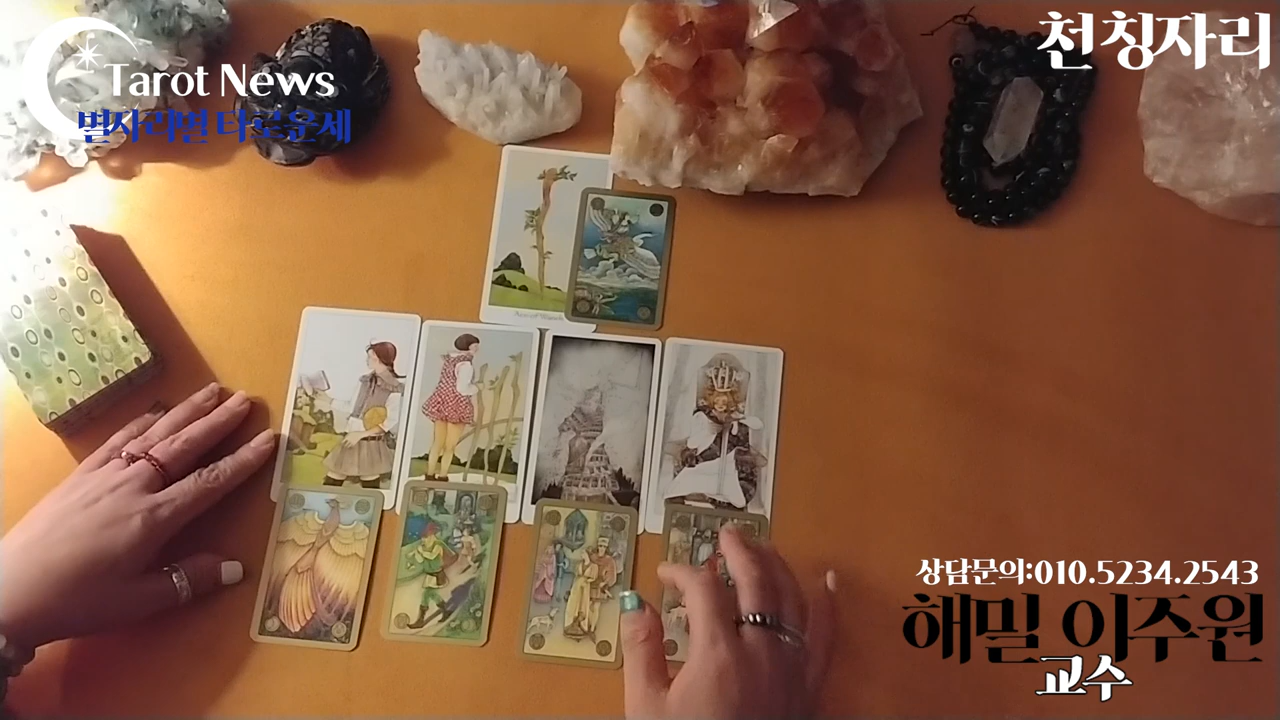 Tarot News
별자리별 타로운세
천칭자리
상담문의:010.5234.2543
해밀 이주원
교수